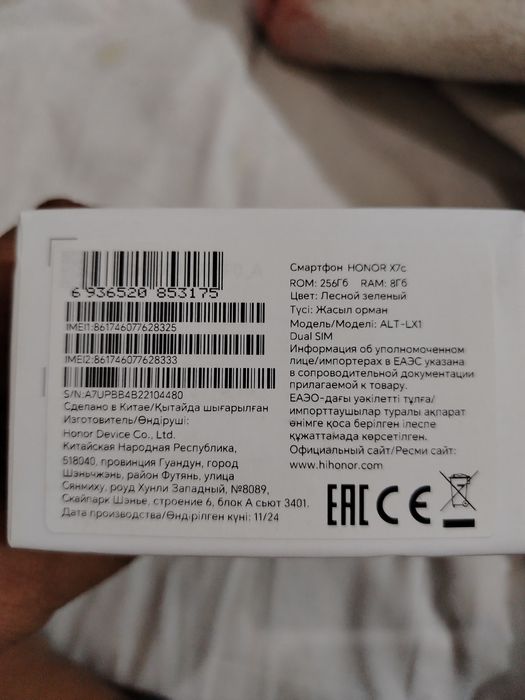 6 936520 853175
IMEI1:861746077628325
IMEI2:861746077628333
S/N:A7UPBB4B22104480
Сделано в Китае/Қытайда шығарылған
Изготовитель/Өндіруші:
Honor Device Co., Ltd.
Китайская Народная Республика,
518040, провинция Гуандун, город
Шэньчжэнь, район Футянь, улица
Сянмиху, роуд Хунли Западный, №8089,
Скайпарк Шэнье, строение 6, блок А сьют 3401.
Дата производства/Өндірілген күні: 11/24
Смартфон HONOR X7c
ROM: 256Гб RAM: 8Гб
Цвет: Лесной зеленый
Түсі: Жасыл орман
Модель/Моделі: ALT-LX1
Dual SIM
Информация об уполномоченном
лице/импортерах в ЕАЭС указана
в сопроводительной документации
прилагаемой к товару.
ЕАЭО-дағы уәкілетті тұлға/
импорттаушылар туралы ақпарат
өнімге қоса берілген ілеспе
құжаттамада көрсетілген.
Официальный сайт/Ресми сайт:
www.hihonor.com
EAC CE